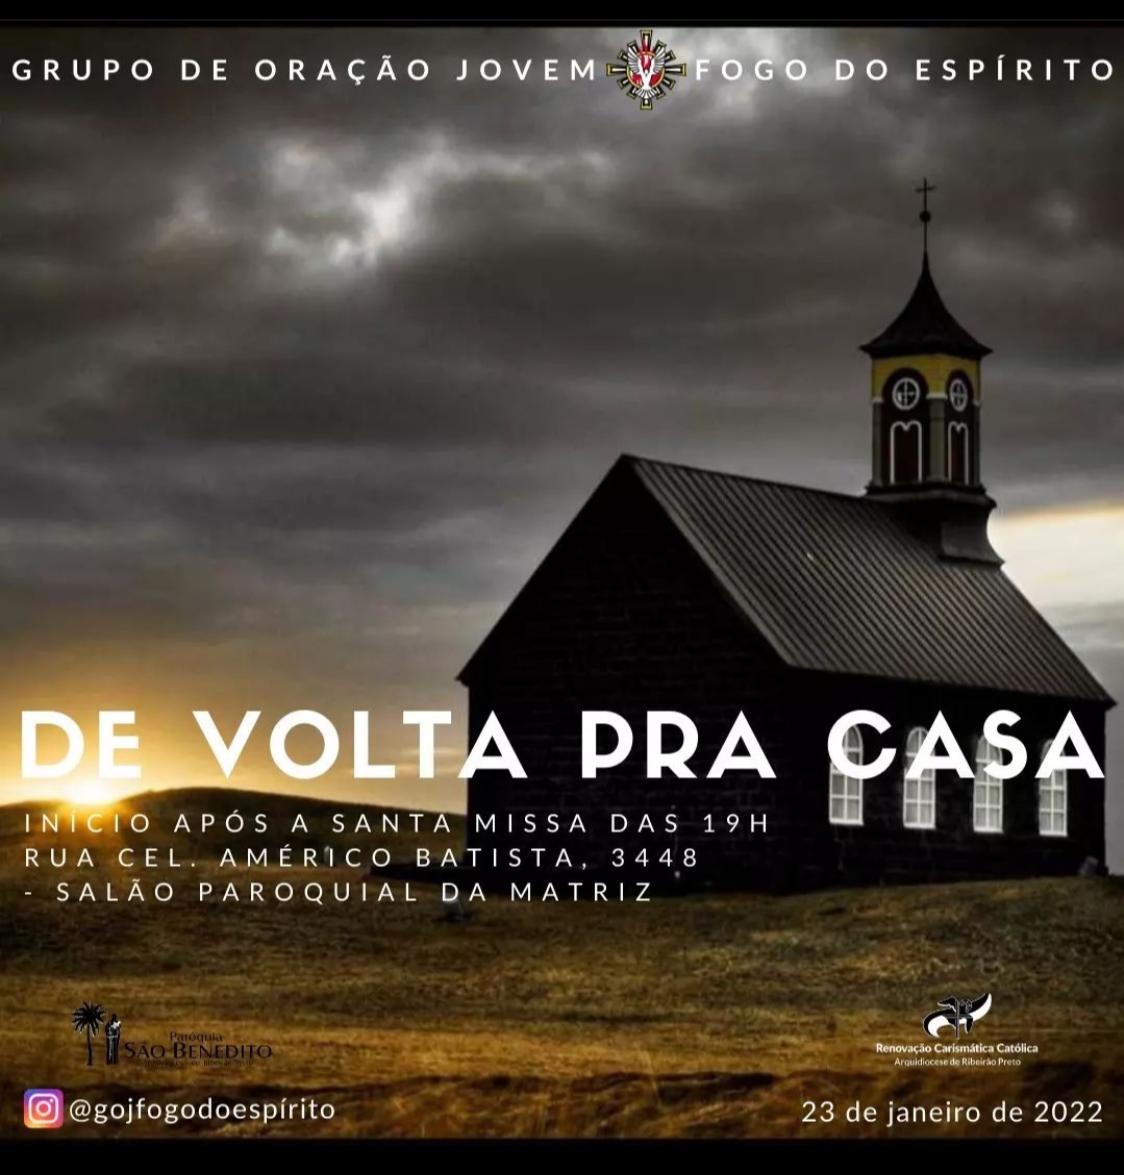 GRUPO DE ORAÇÃO JOVEM FOGO DO ESPÍRITO
DE VOLTA PRA CASA
INÍCIO APÓS A SANTA MISSA DAS 19H
RUA CEL. AMÉRICO BATISTA, 3448
- SALÃO PAROQUIAL DA MATRIZ
Paróquia
SÃO BENEDITO
Renovação Carismática Católica
Arquidiocese de Ribeirão Preto
@gojfogodoespírito
23 de janeiro de 2022